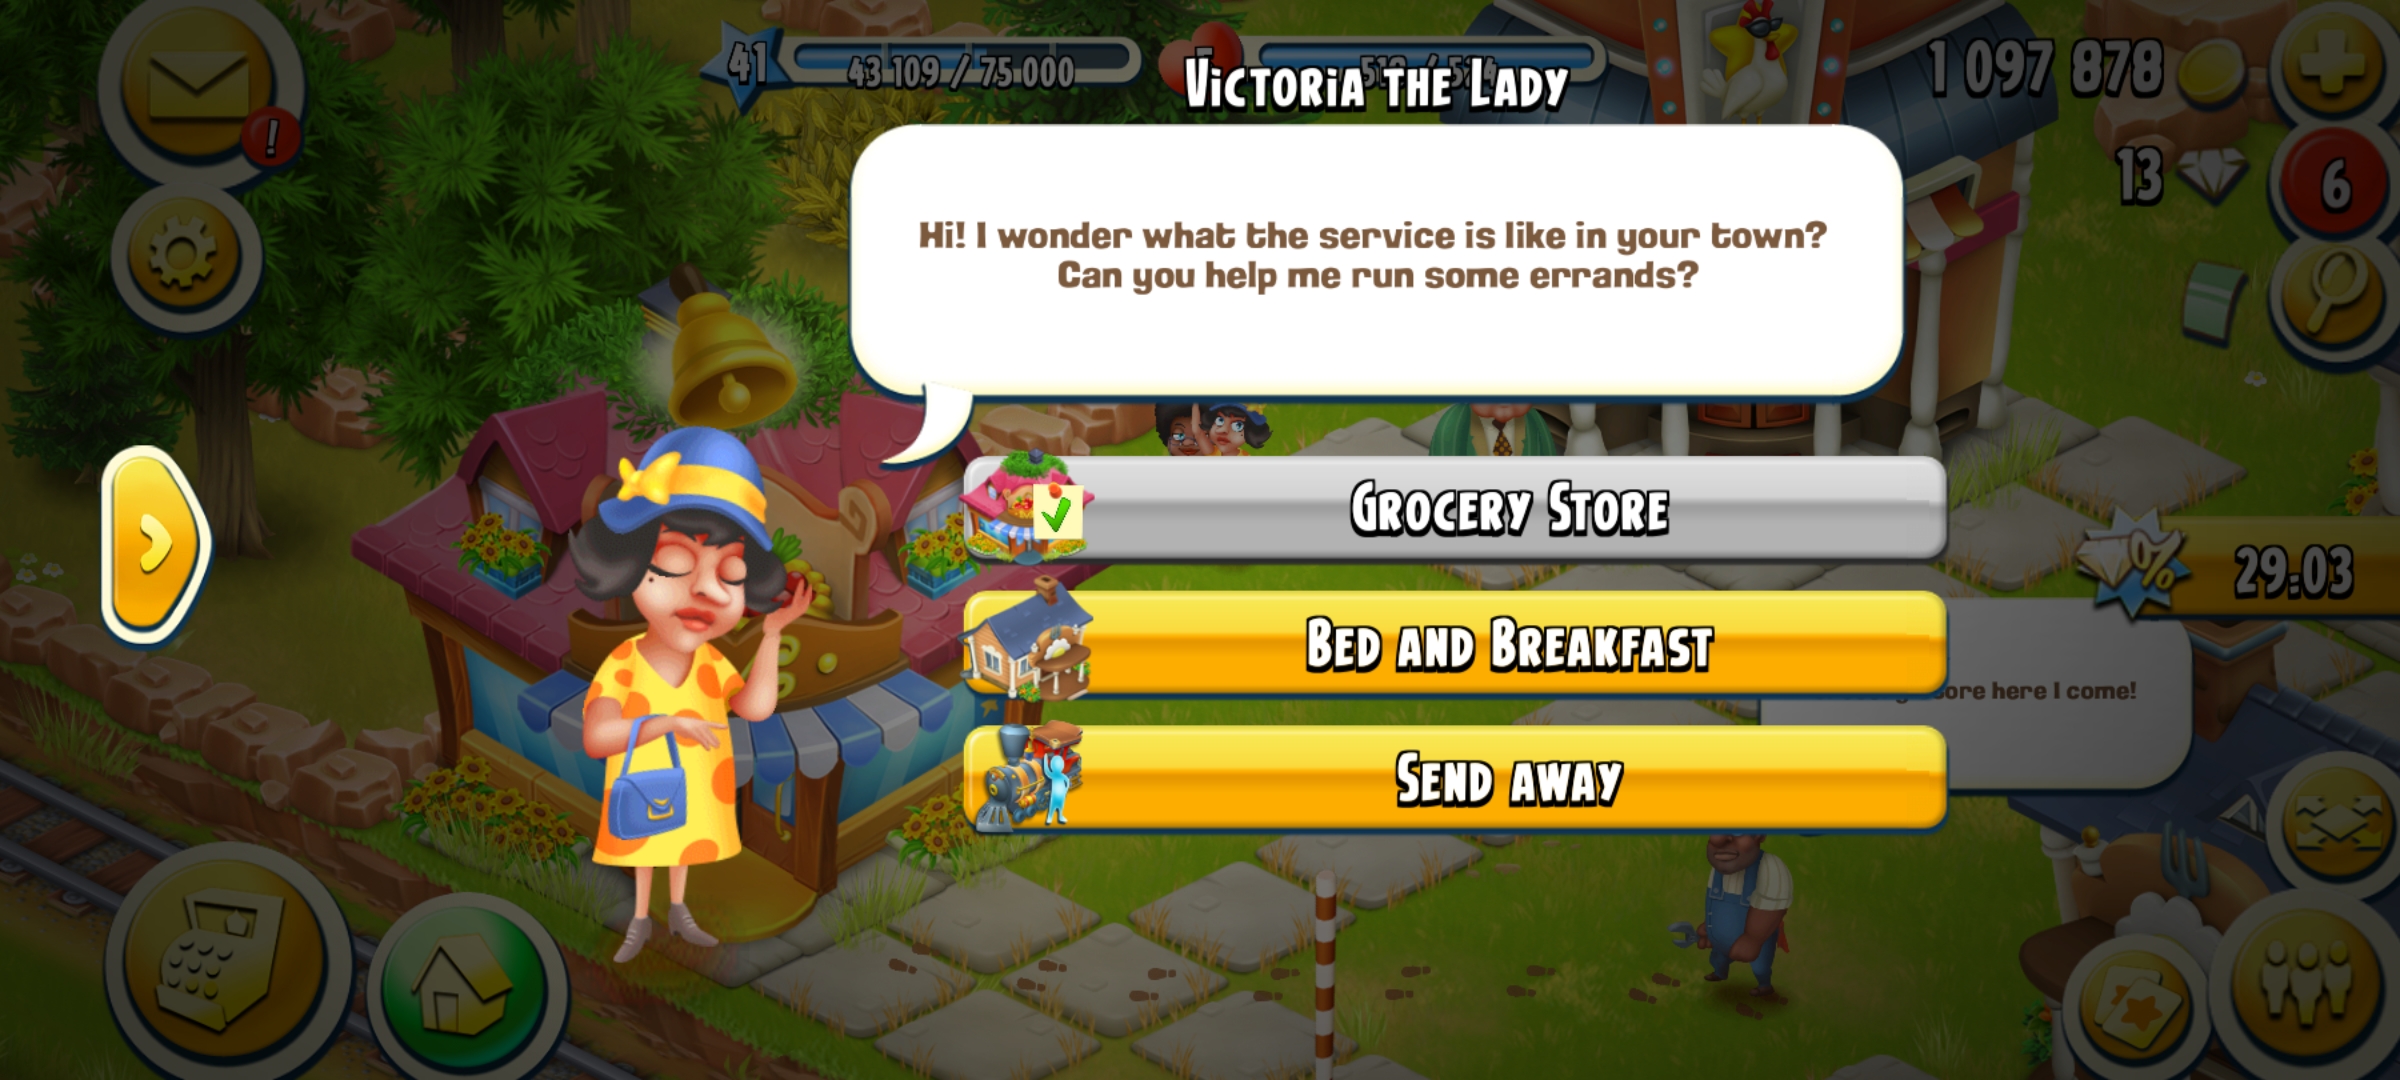 41
43 109 / 75 000
1 097 878
Victoria the Lady
13
6
!
Hi! I wonder what the service is like in your town?
Can you help me run some errands?
Grocery Store
%
29:03
Bed and Breakfast
ore here I come!
Send away